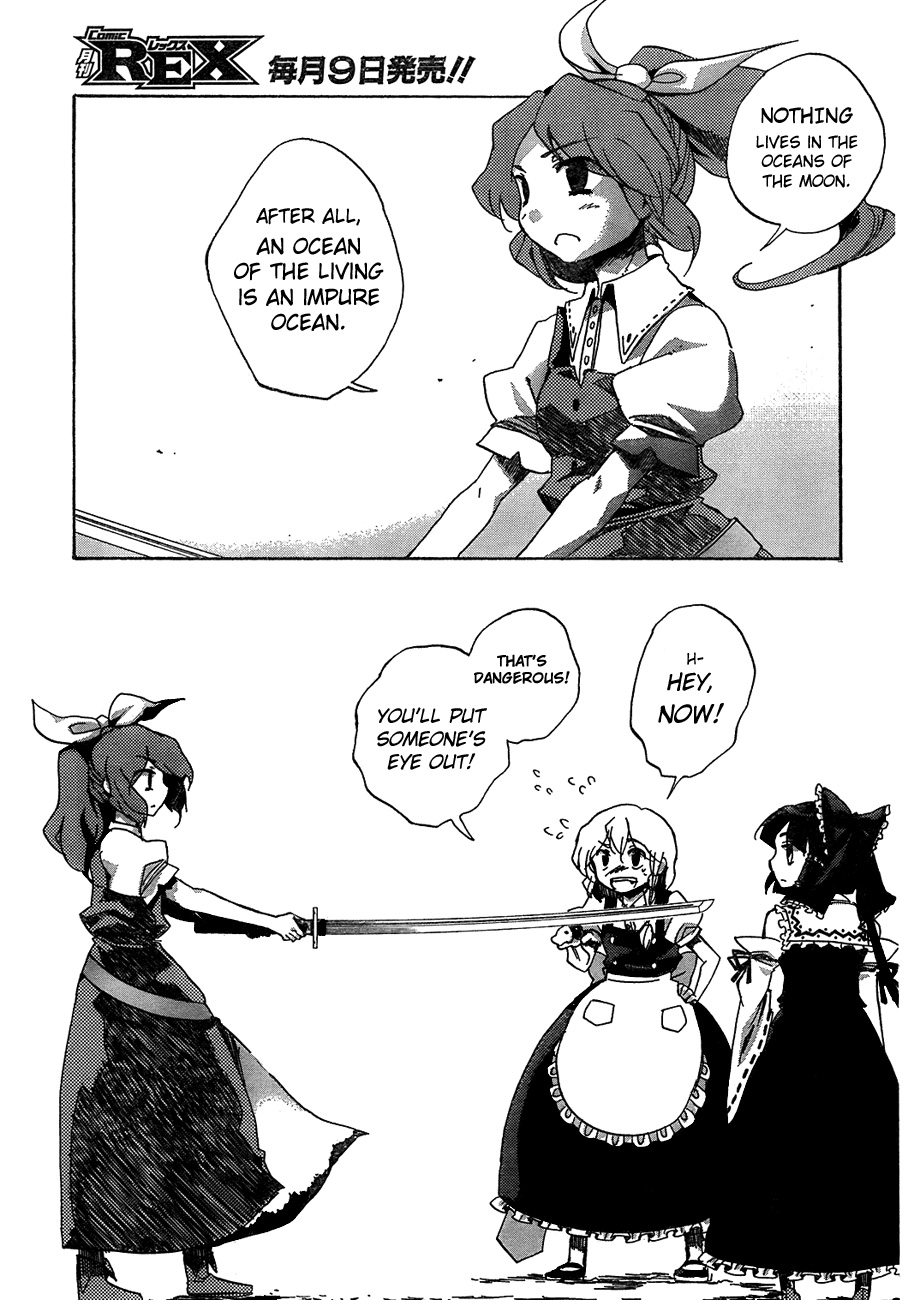 Comic
月刊
REX
レックス
毎月9日発売!!
NOTHING
LIVES IN THE
OCEANS OF
THE MOON.
AFTER ALL,
AN OCEAN
OF THE LIVING
IS AN IMPURE
OCEAN.
H-
HEY,
NOW!
THAT'S
DANGEROUS!
YOU'LL PUT
SOMEONE'S
EYE OUT!